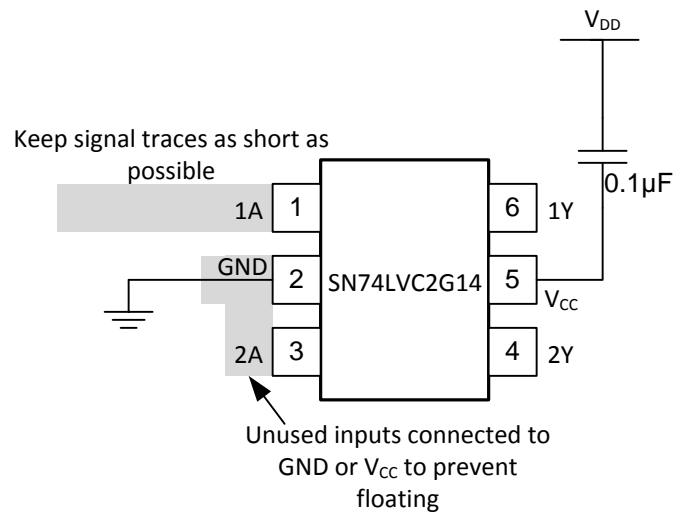 V_DD
Keep signal traces as short as
possible
0.1µF
1A 1
6 1Y
GND 2
SN74LVC2G14
5
V_CC
2A 3
4 2Y
Unused inputs connected to
GND or V_CC to prevent
floating